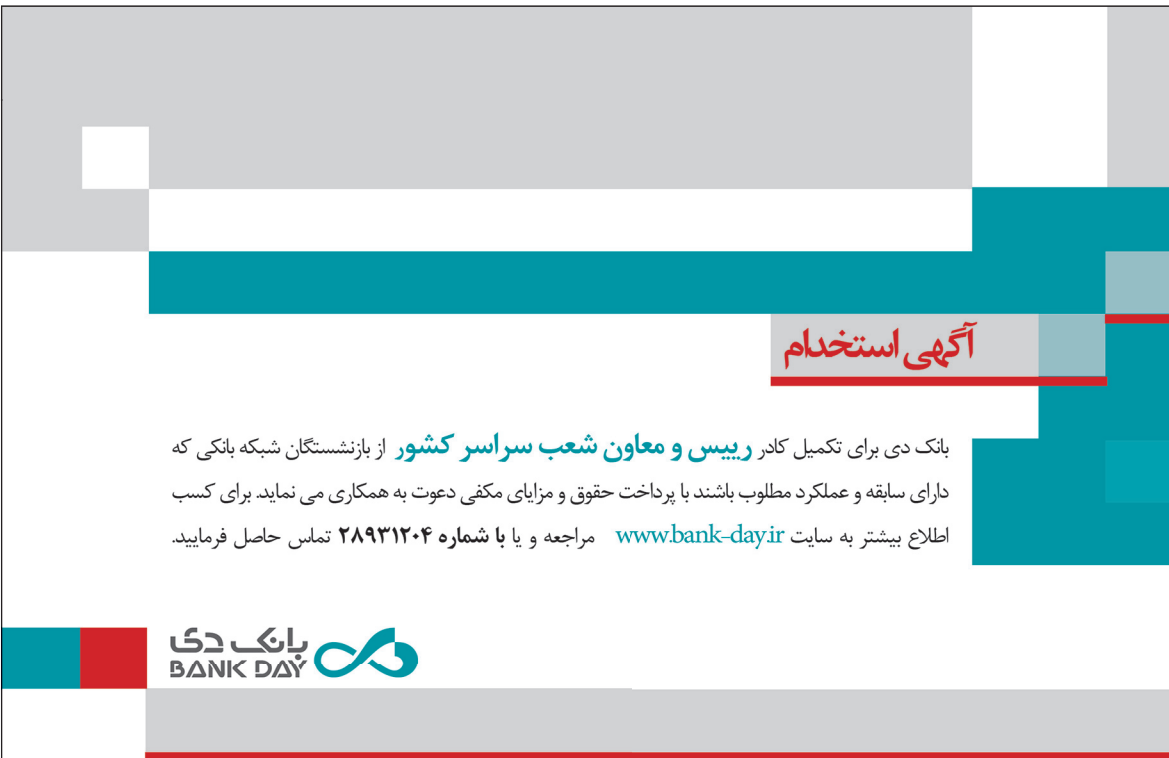 آگهی استخدام
بانک دی برای تکمیل کادر رییس و معاون شعب سراسر کشور از بازنشستگان شبکه بانکی که
دارای سابقه و عملکرد مطلوب باشند با پرداخت حقوق و مزایای مکفی دعوت به همکاری می نماید. برای کسب
اطلاع بیشتر به سایت www.bank-day.ir مراجعه و یا با شماره ۲۸۹۳۱۲۰۴ تماس حاصل فرمایید.
بانک دی
BANK DAY